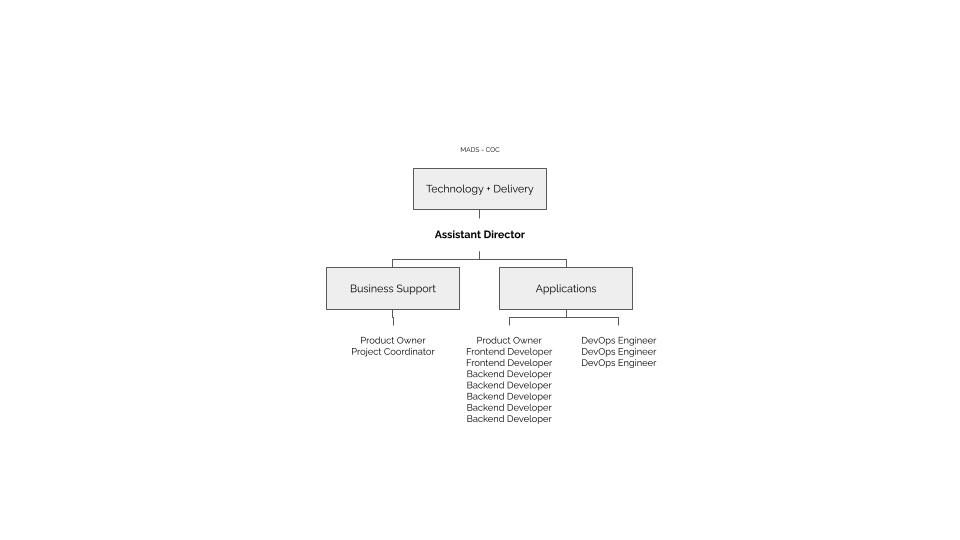 MADS - COC
Technology + Delivery
Assistant Director
Business Support
Applications
Product Owner
Project Coordinator
Product Owner
Frontend Developer
Frontend Developer
Backend Developer
Backend Developer
Backend Developer
Backend Developer
Backend Developer
DevOps Engineer
DevOps Engineer
DevOps Engineer